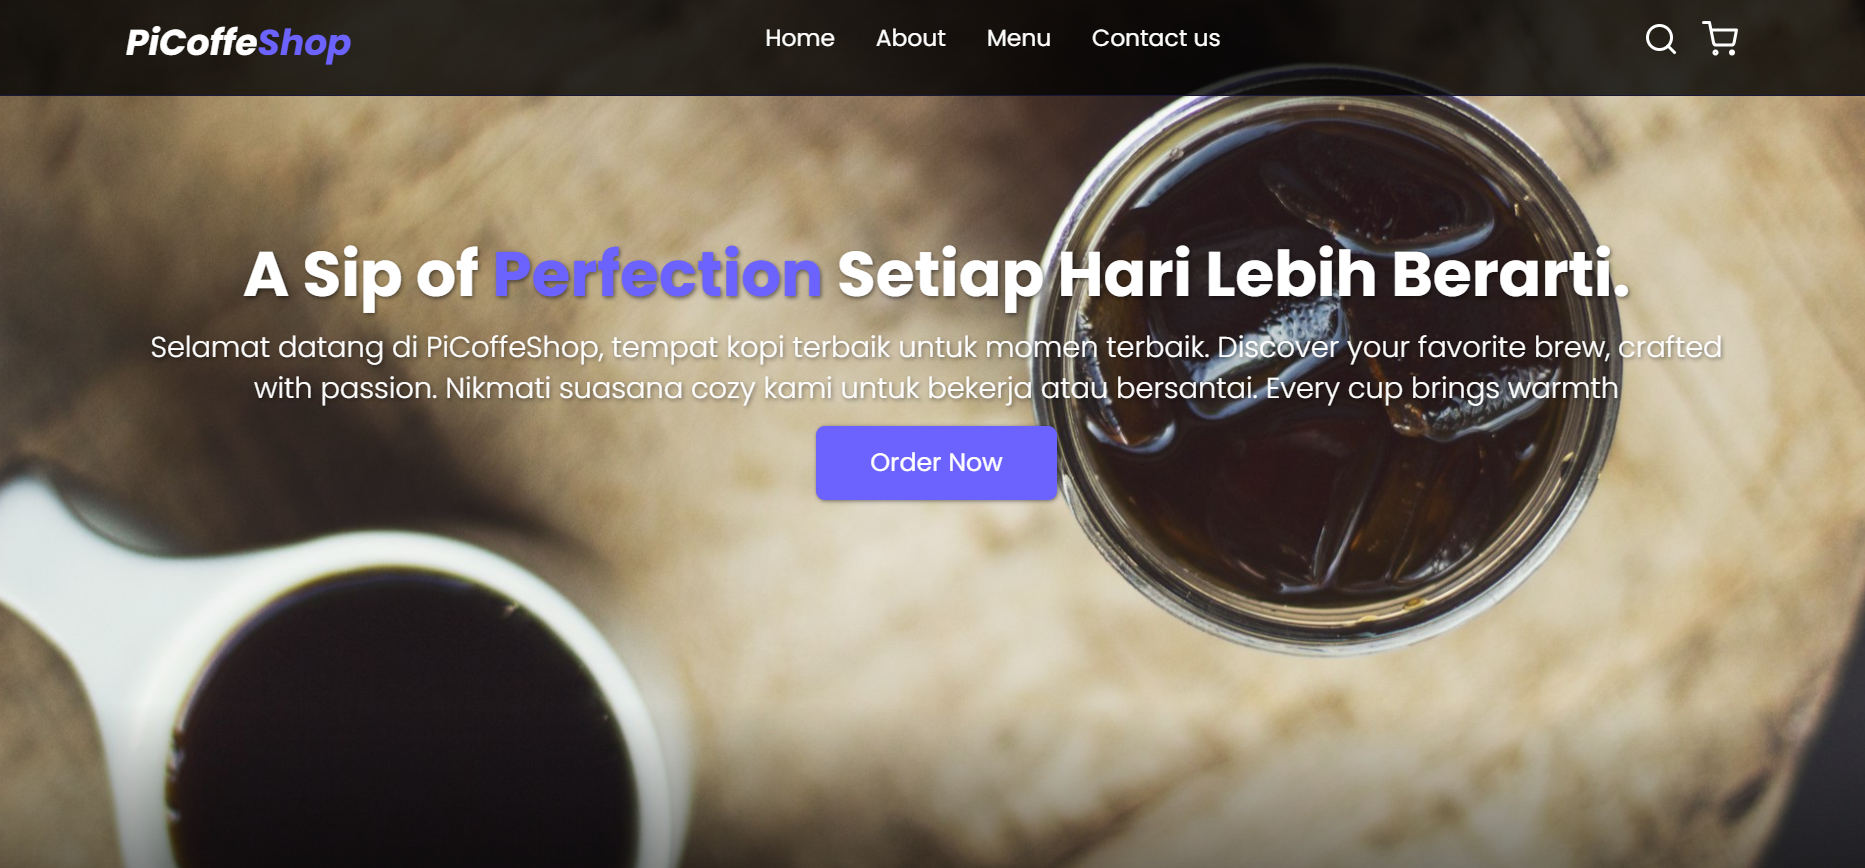 PiCoffeShop
Home About Menu Contact us
A Sip of Perfection Setiap Hari Lebih Berarti.
Selamat datang di PiCoffeShop, tempat kopi terbaik untuk momen terbaik. Discover your favorite brew, crafted
with passion. Nikmati suasana cozy kami untuk bekerja atau bersantai. Every cup brings warmth
Order Now